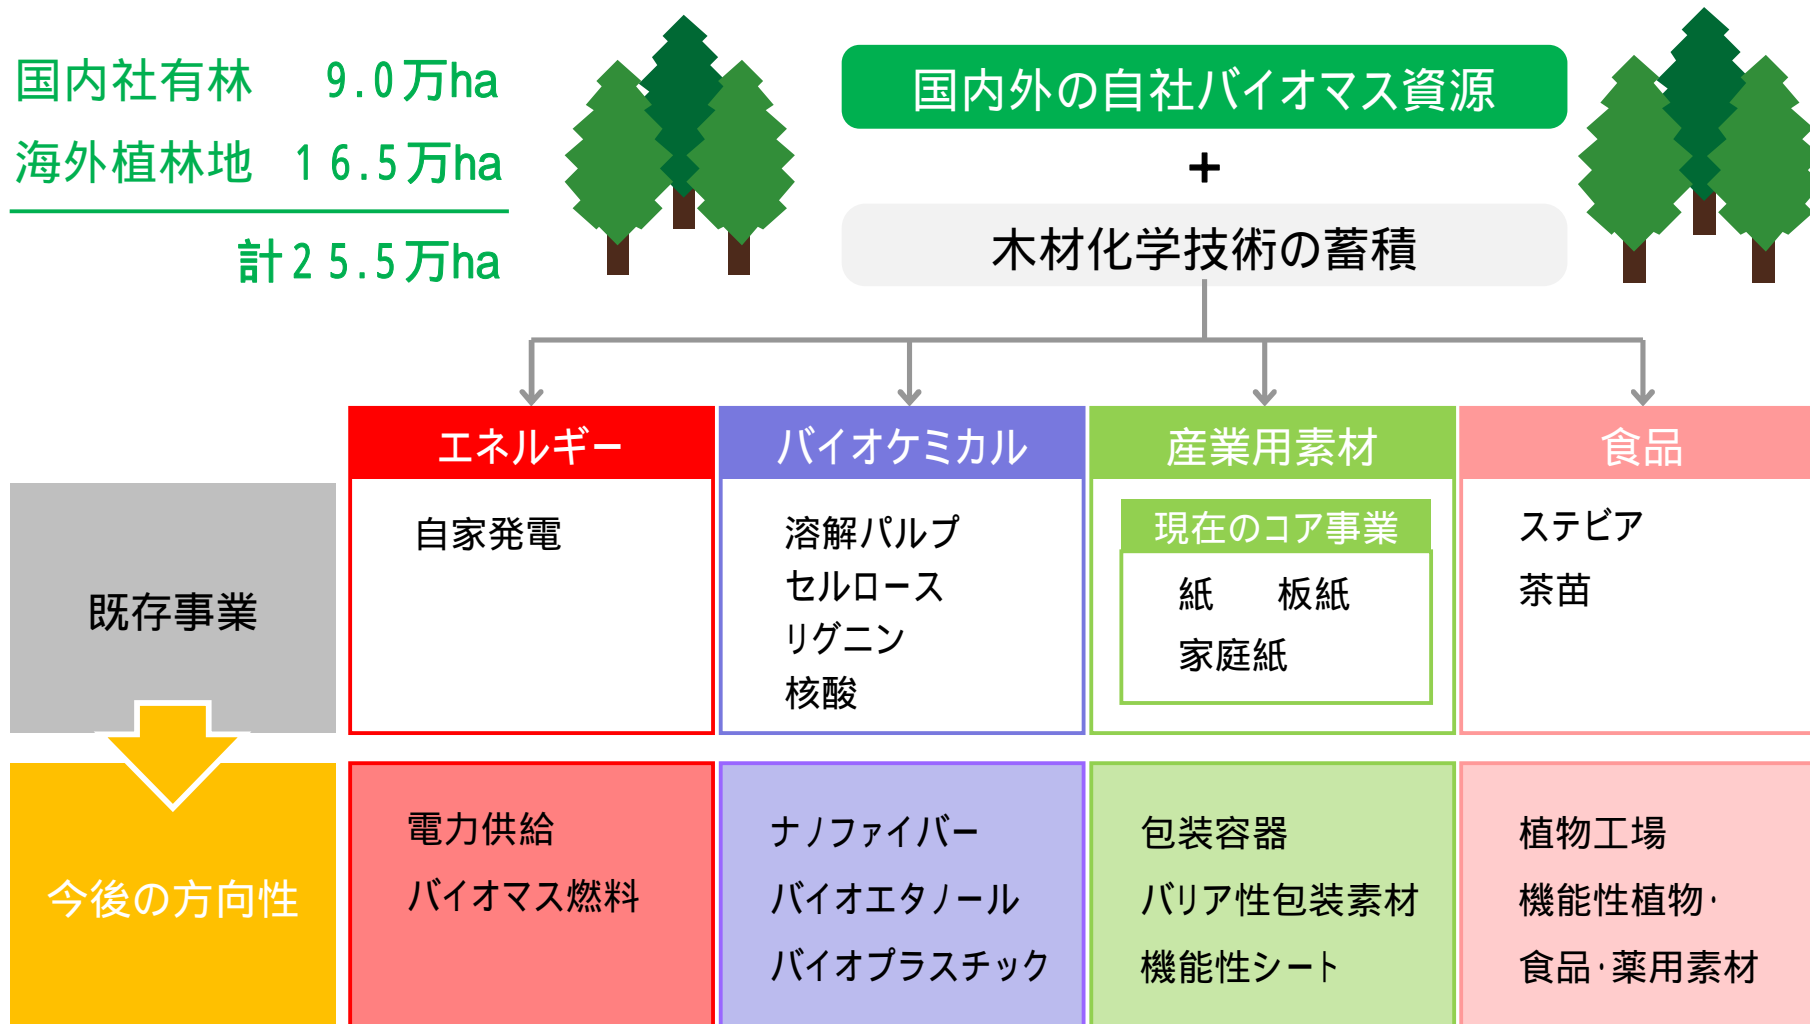 国内社有林 9.0万ha
海外植林地 16.5万ha
計25.5万ha
国内外の自社バイオマス資源
+
木材化学技術の蓄積
エネルギー
バイオケミカル
産業用素材
食品
既存事業
自家発電
溶解パルプ
セルロース
リグニン
核酸
現在のコア事業
紙 板紙
家庭紙
ステビア
茶苗
今後の方向性
電力供給
バイオマス燃料
ナノファイバー
バイオエタノール
バイオプラスチック
包装容器
バリア性包装素材
機能性シート
植物工場
機能性植物・
食品・薬用素材